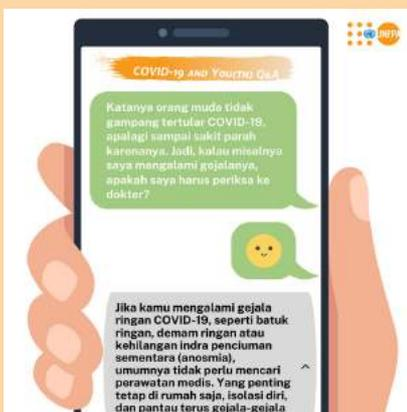 UNFPA
COVID-19 AND YOU(TH) Q&A
Katanya orang muda tidak
gampang tertular COVID-19,
apalagi sampai sakit parah
karenanya. Jadi, kalau misalnya
saya mengalami gejalanya,
apakah saya harus periksa ke
dokter?
Jika kamu mengalami gejala
ringan COVID-19, seperti batuk
ringan, demam ringan atau
kehilangan indra penciuman
sementara (anosmia),
umumnya tidak perlu mencari
perawatan medis. Yang penting
tetap di rumah saja, isolasi diri,
dan pantau terus gejala-gejala